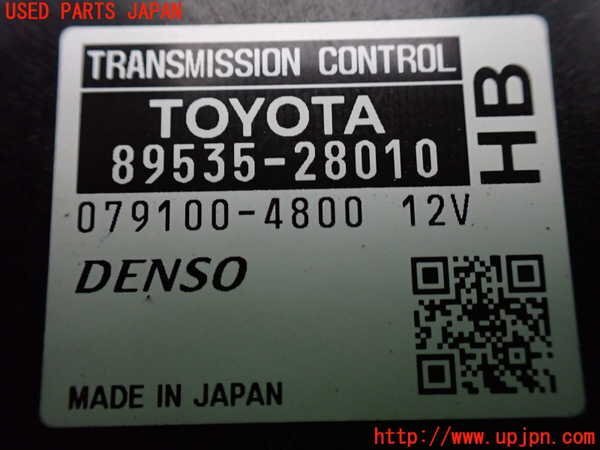 USED PARTS JAPAN
TRANSMISSION CONTROL
TOYOTA
89535-28010
HB
079100-4800 12V
DENSO
MADE IN JAPAN
http://www.upjpn.com/